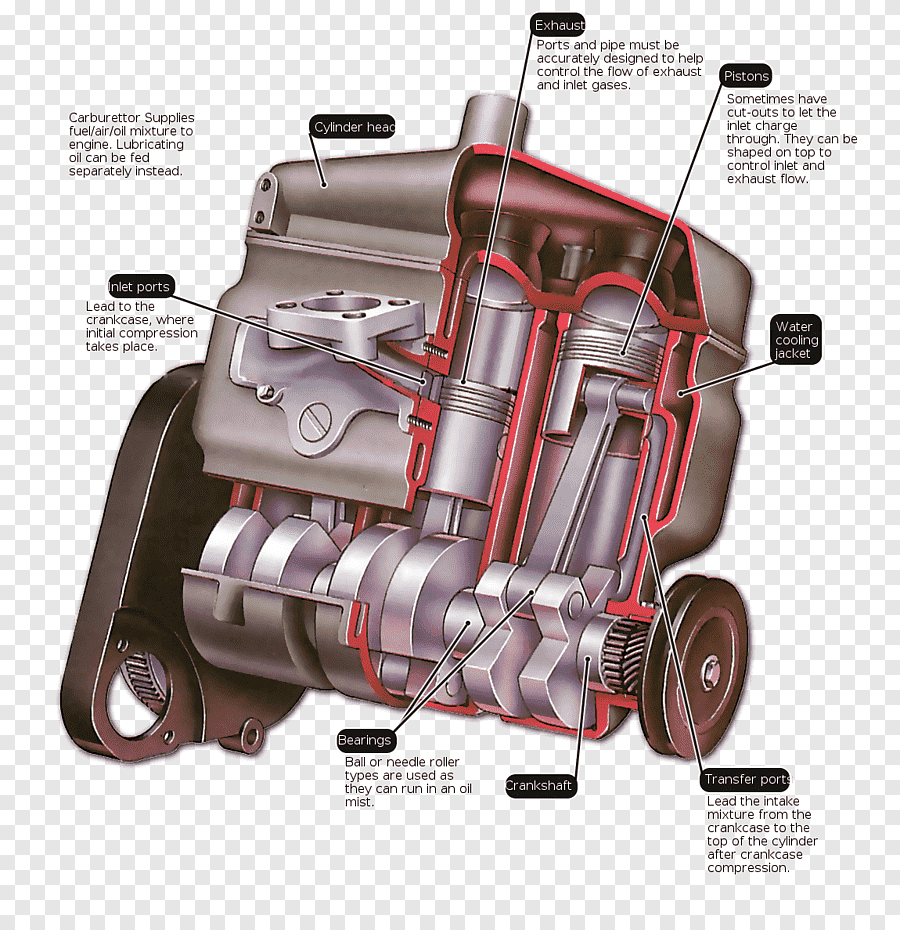 Exhaust
Ports and pipe must be
accurately designed to help
control the flow of exhaust
and inlet gases.
Pistons
Sometimes have
cut-outs to let the
inlet charge
through. They can be
shaped on top to
control inlet and
exhaust flow.
Carburettor Supplies
fuel/air/oil mixture to
engine. Lubricating
oil can be fed
separately instead.
Cylinder head
Inlet ports
Lead to the
crankcase, where
initial compression
takes place.
Water
cooling
jacket
Bearings
Ball or needle roller
types are used as
they can run in an oil
mist.
Crankshaft
Transfer ports
Lead the intake
mixture from the
crankcase to the
top of the cylinder
after crankcase
compression.